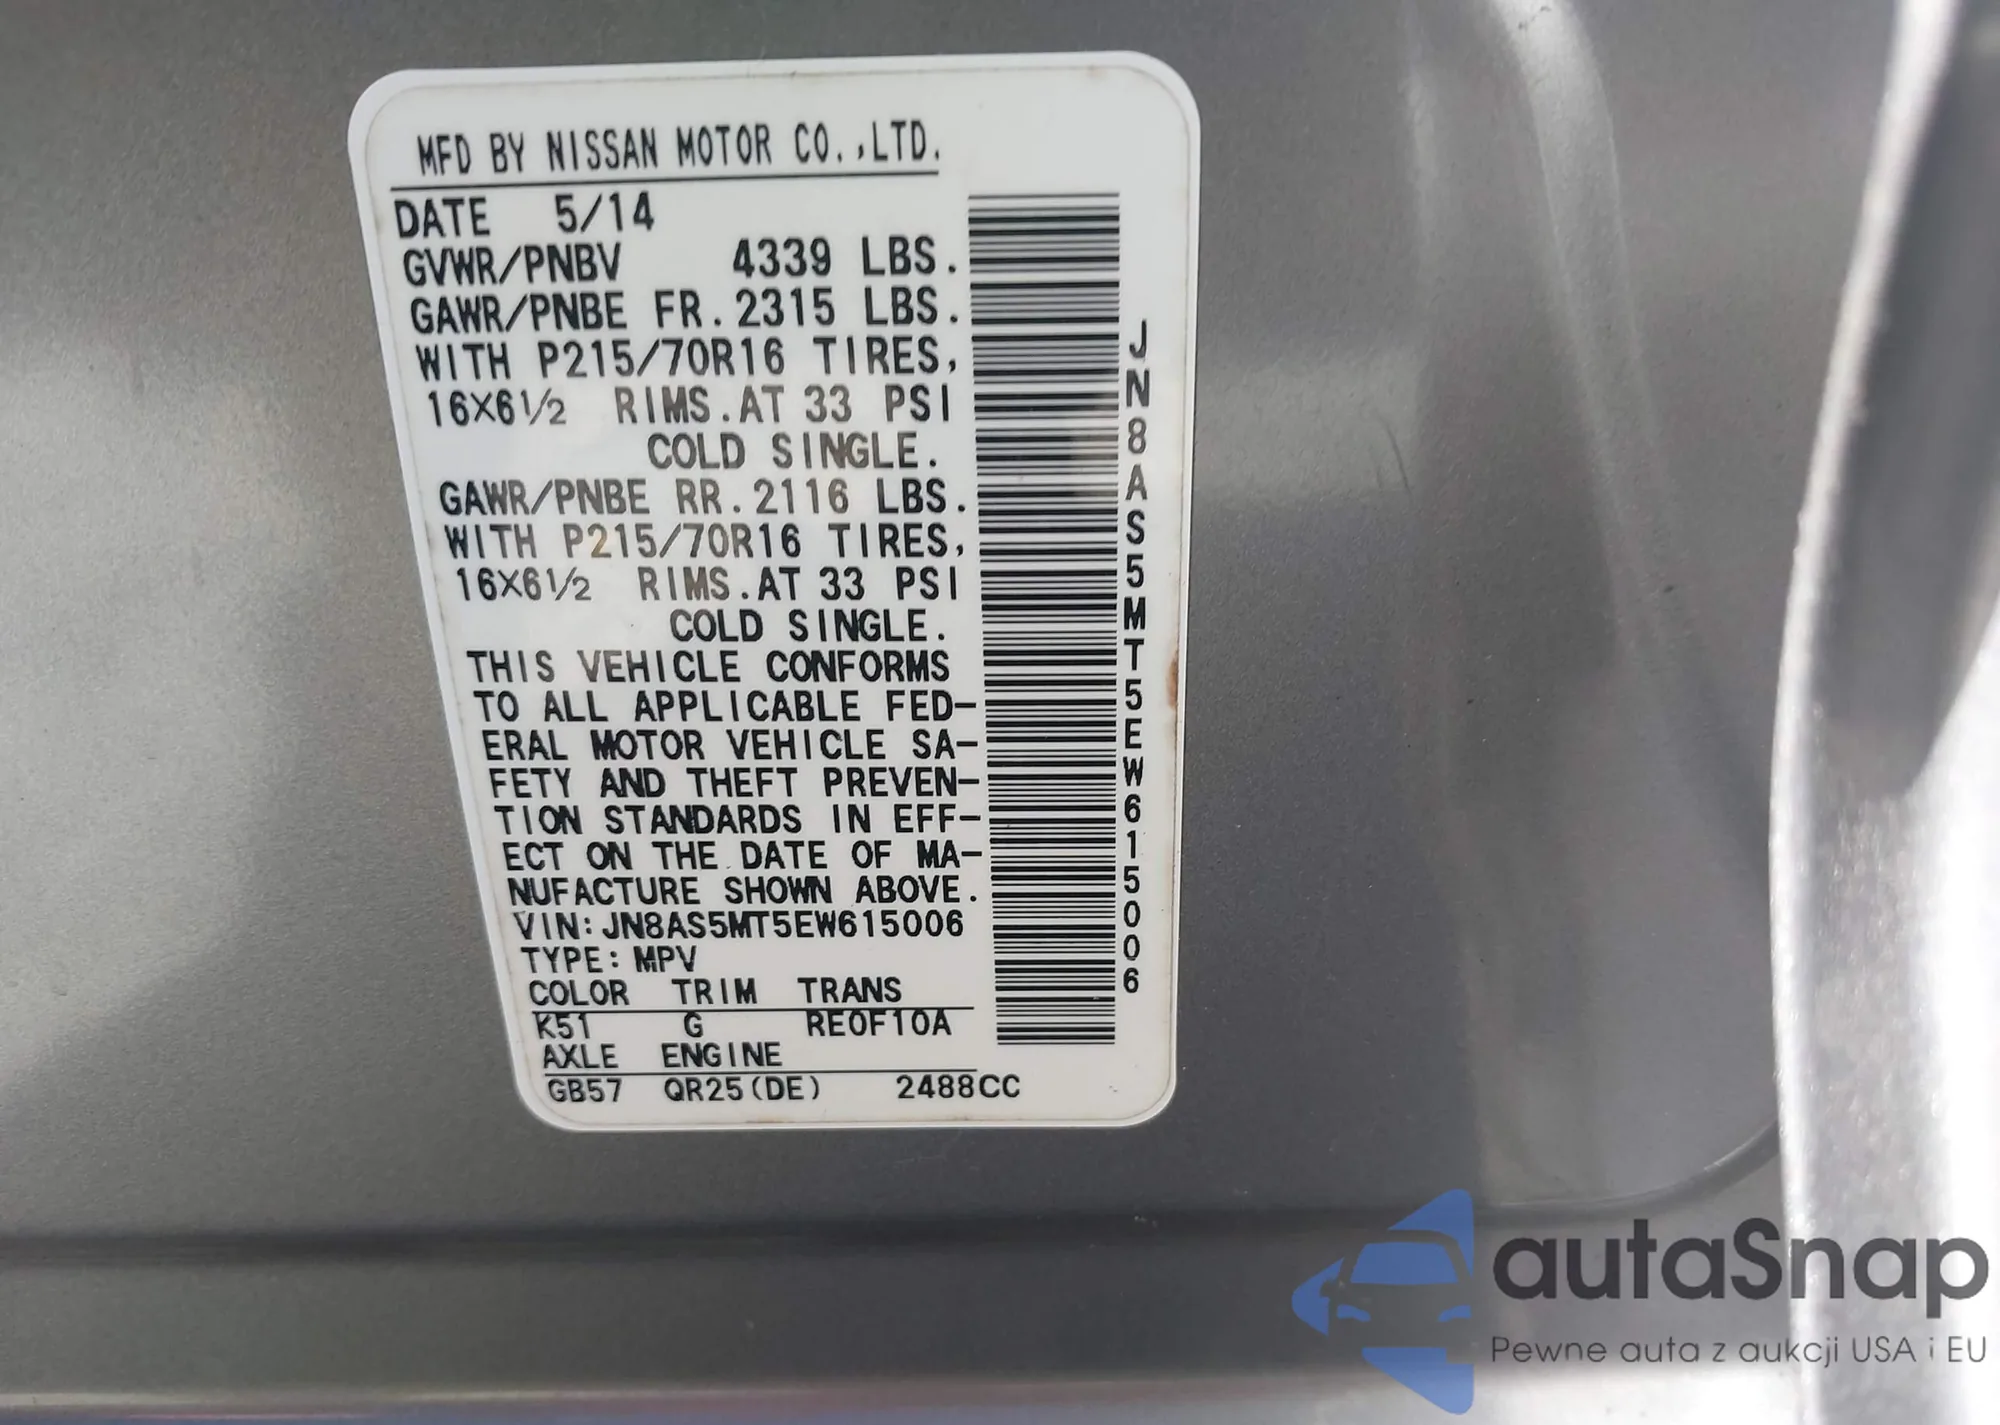 MFD BY NISSAN MOTOR CO.,LTD.
DATE 5/14
GVWR/PNBV 4339 LBS.
GAWR/PNBE FR.2315 LBS.
WITH P215/70R16 TIRES,
16X6½ RIMS.AT 33 PSI
COLD SINGLE.
GAWR/PNBE RR.2116 LBS.
WITH P215/70R16 TIRES,
16X6½ RIMS.AT 33 PSI
COLD SINGLE.
THIS VEHICLE CONFORMS
TO ALL APPLICABLE FED-
ERAL MOTOR VEHICLE SA-
FETY AND THEFT PREVEN-
TION STANDARDS IN EFF-
ECT ON THE DATE OF MA-
NUFACTURE SHOWN ABOVE.
VIN:JN8AS5MT5EW615006
TYPE:MPV
COLOR TRIM TRANS
K51 G RE0F10A
AXLE ENGINE
GB57 QR25(DE) 2488CC
JN8AS5MT5EW615006
autaSnap
Pewne auta z aukcji USA i EU